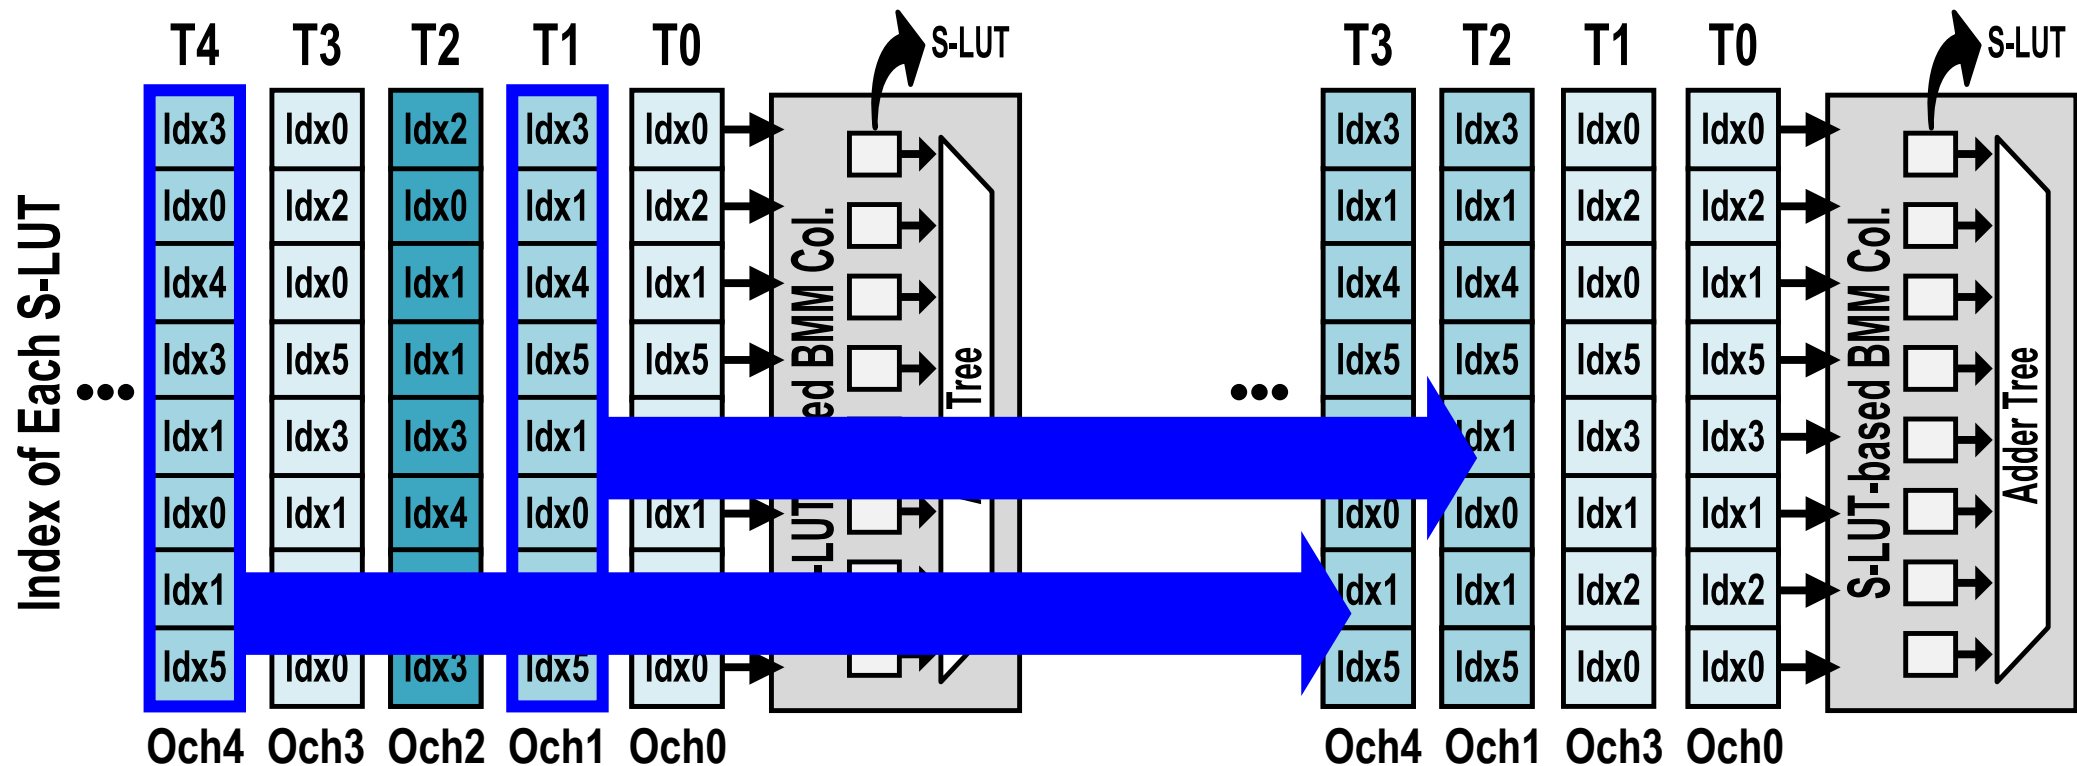 T4 T3 T2 T1 T0 S-LUT T3 T2 T1 T0 S-LUT
Idx3 Idx0 Idx2 Idx3 Idx0 Idx3 Idx3 Idx0 Idx0
Idx0 Idx2 Idx0 Idx1 Idx2 Idx1 Idx1 Idx2 Idx2
Idx4 Idx0 Idx1 Idx4 Idx1 Idx4 Idx4 Idx0 Idx1
Idx3 Idx5 Idx1 Idx5 Idx5 Idx5 Idx5 Idx5 Idx5
Idx1 Idx3 Idx3 Idx1 Idx1 Idx3 Idx3
Idx0 Idx1 Idx4 Idx0 Idx1 Idx0 Idx0 Idx1 Idx1
Idx1 Idx1 Idx1 Idx2 Idx2
Idx5 Idx0 Idx3 Idx5 Idx0 Idx5 Idx5 Idx0 Idx0
Och4 Och3 Och2 Och1 Och0 Och4 Och1 Och3 Och0
Index of Each S-LUT
•••
-LUT ed BMM Col.
Tree
•••
S-LUT-based BMM Col.
Adder Tree